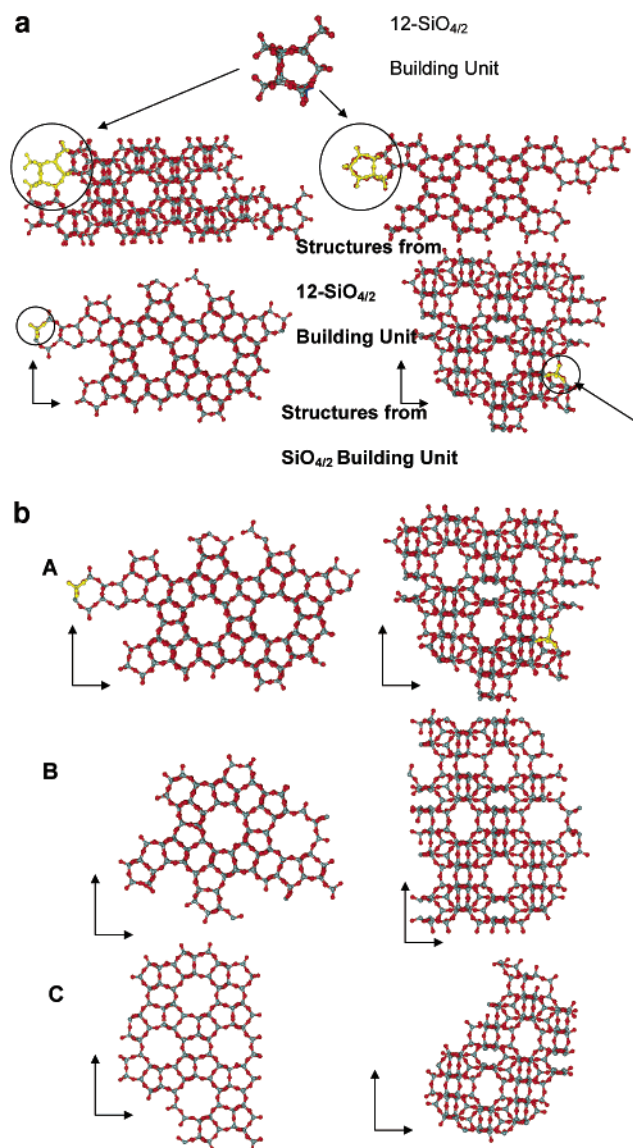 a
12-SiO4/2
Building Unit
Structures from
12-SiO4/2
Building Unit
Structures from
SiO4/2 Building Unit
b
A
B
C